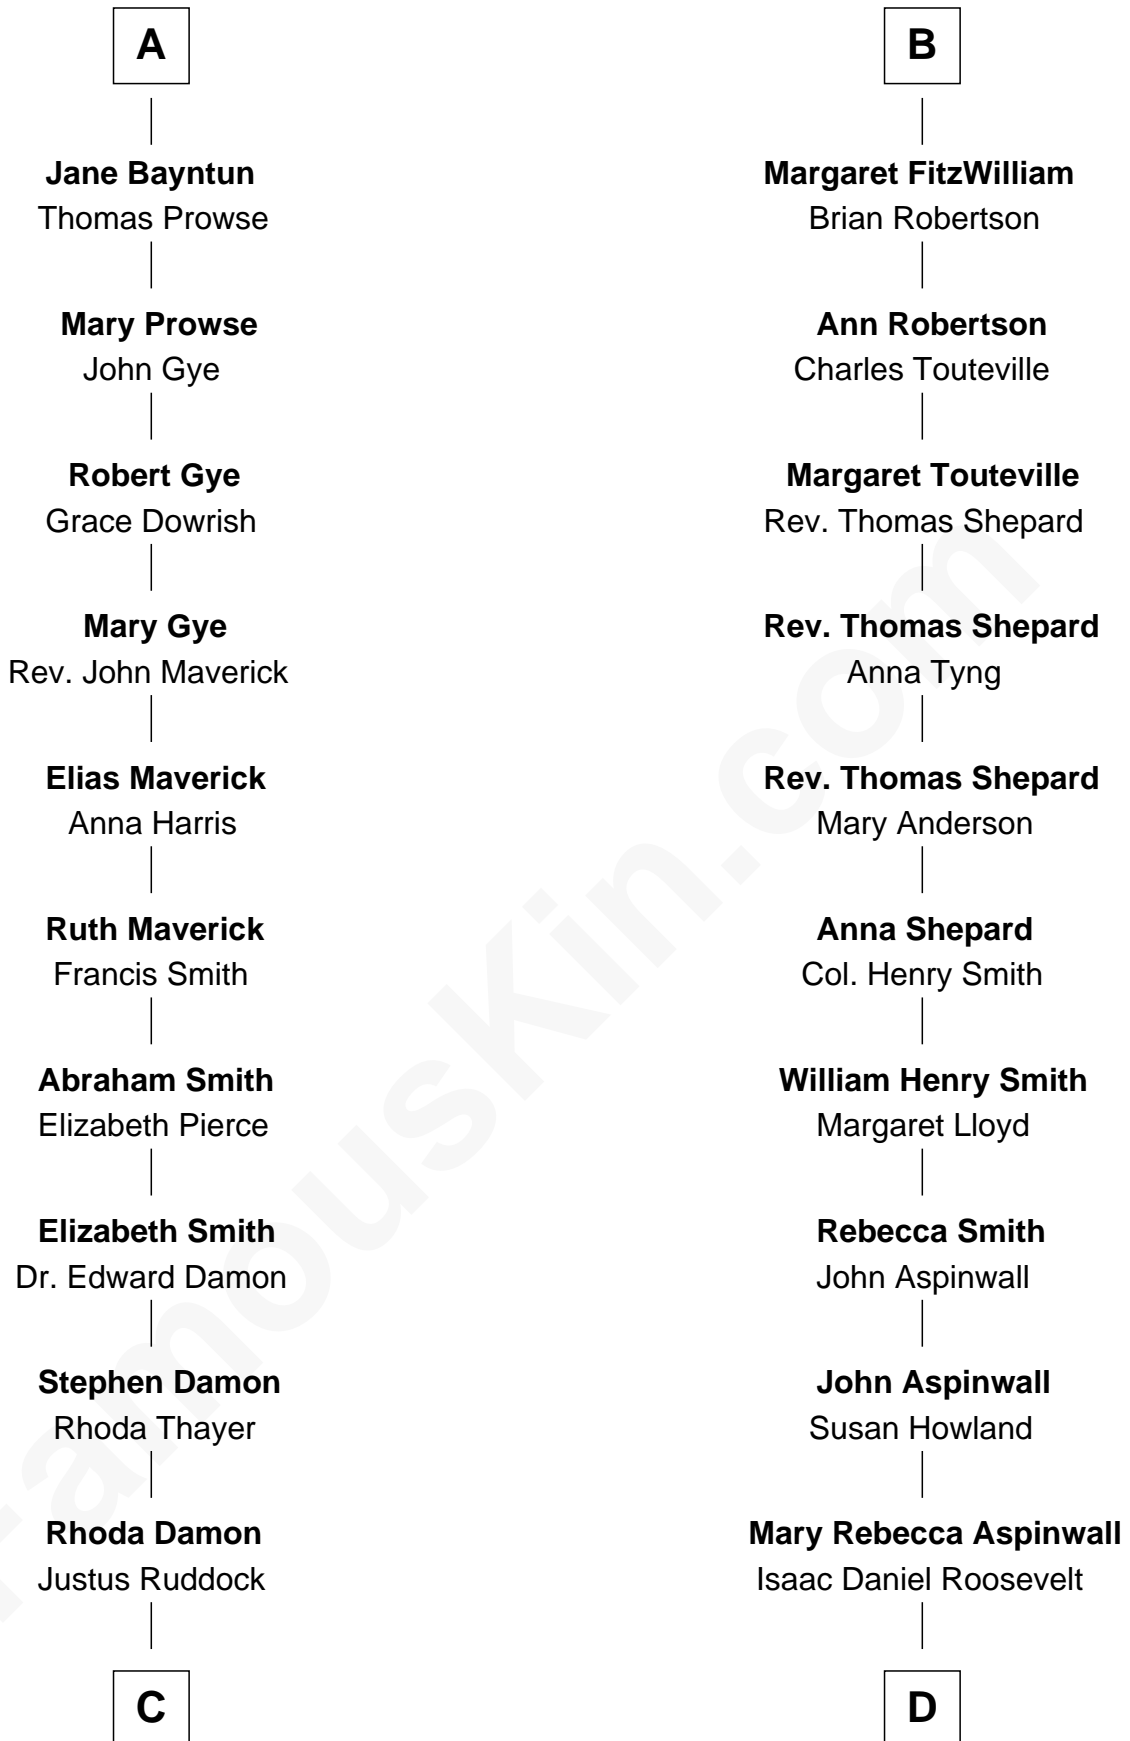 A
Jane Bayntun
Thomas Prowse
Mary Prowse
John Gye
Robert Gye
Grace Dowrish
Mary Gye
Rev. John Maverick
Elias Maverick
Anna Harris
Ruth Maverick
Francis Smith
Abraham Smith
Elizabeth Pierce
Elizabeth Smith
Dr. Edward Damon
Stephen Damon
Rhoda Thayer
Rhoda Damon
Justus Ruddock
C
B
Margaret FitzWilliam
Brian Robertson
Ann Robertson
Charles Touteville
Margaret Touteville
Rev. Thomas Shepard
Rev. Thomas Shepard
Anna Tyng
Rev. Thomas Shepard
Mary Anderson
Anna Shepard
Col. Henry Smith
William Henry Smith
Margaret Lloyd
Rebecca Smith
John Aspinwall
John Aspinwall
Susan Howland
Mary Rebecca Aspinwall
Isaac Daniel Roosevelt
D
FamousKin.com